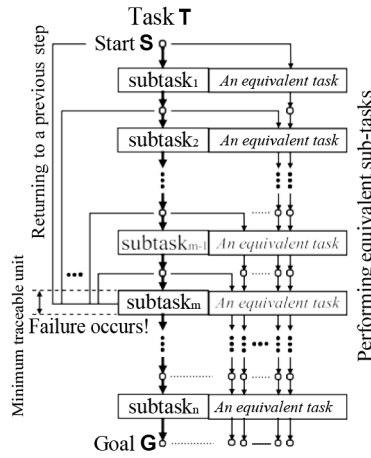 Task T
Start S
subtask1 An equivalent task
subtask2 An equivalent task
subtaskm-1 An equivalent task
subtaskm An equivalent task
Failure occurs!
subtaskn An equivalent task
Goal G
Returning to a previous step
Minimum traceable unit
Performing equivalent sub-tasks